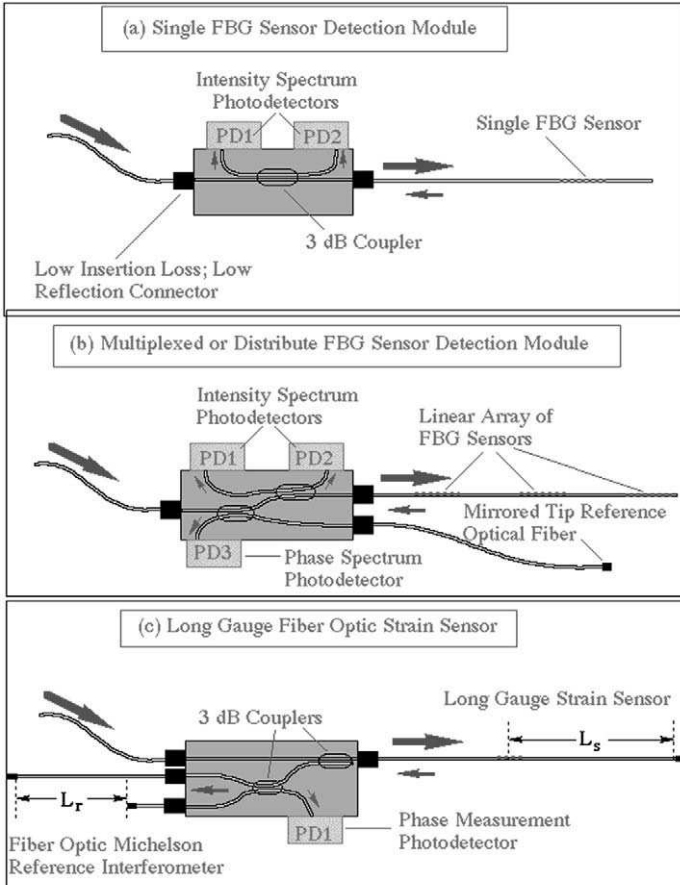 (a) Single FBG Sensor Detection Module
Intensity Spectrum
Photodetectors
PD1
PD2
Single FBG Sensor
3 dB Coupler
Low Insertion Loss; Low
Reflection Connector
(b) Multiplexed or Distribute FBG Sensor Detection Module
Intensity Spectrum
Photodetectors
Linear Array of
FBG Sensors
PD1
PD2
Mirrored Tip Reference
Optical Fiber
PD3
Phase Spectrum
Photodetector
(c) Long Gauge Fiber Optic Strain Sensor
3 dB Couplers
Long Gauge Strain Sensor
Ls
Lr
PD1
Phase Measurement
Photodetector
Fiber Optic Michelson
Reference Interferometer